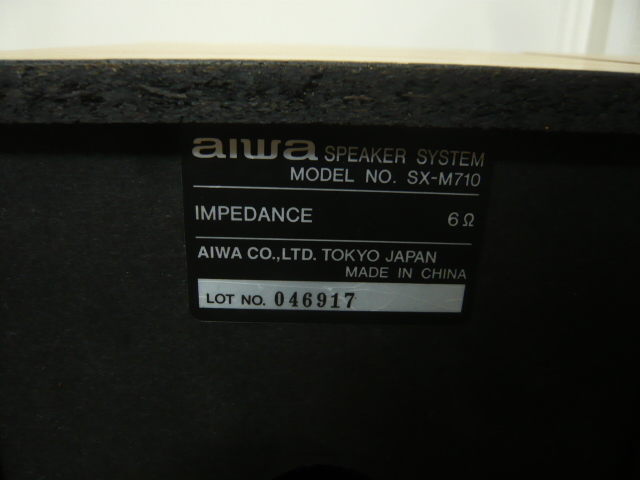 aiwa SPEAKER SYSTEM
MODEL NO. SX-M710
IMPEDANCE 6Ω
AIWA CO.,LTD. TOKYO JAPAN
MADE IN CHINA
LOT NO. 046917